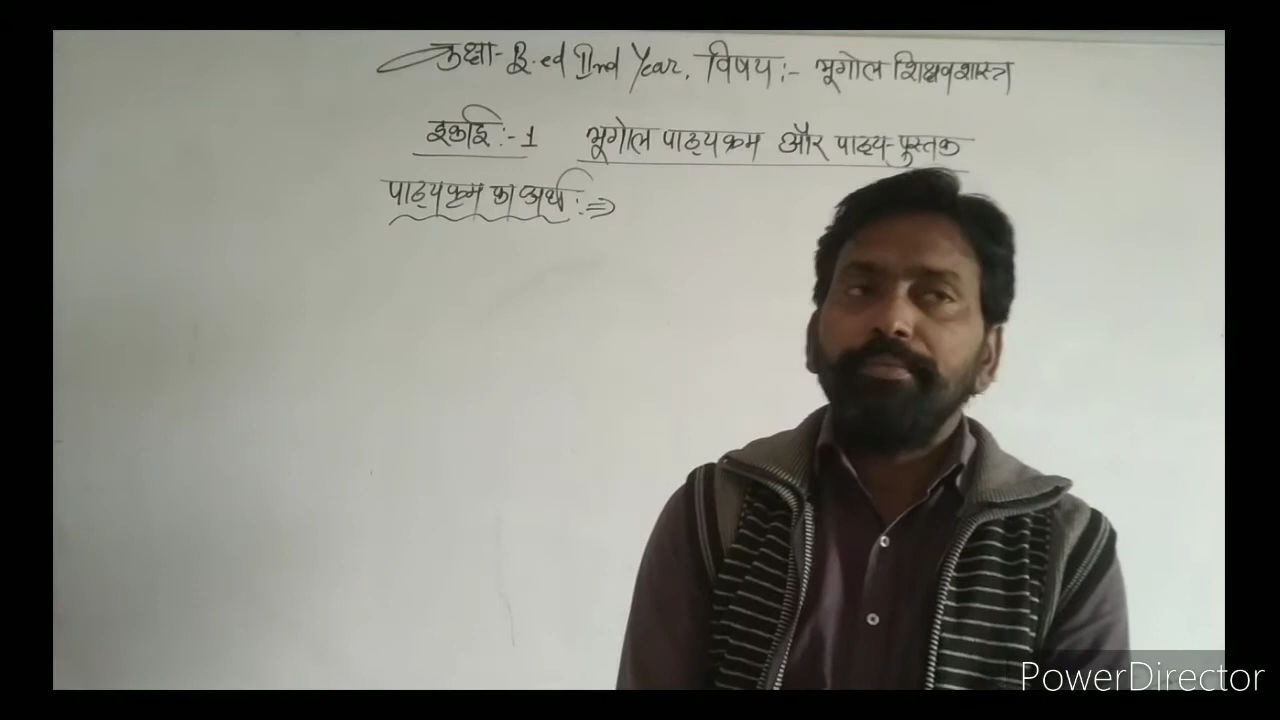 कक्षा- B.ed IInd Year. विषय :- भूगोल शिक्षणशास्त्र
इकाई :- 1 भूगोल पाठ्यक्रम और पाठ्य-पुस्तक
पाठ्यक्रम का अर्थ :⇒
PowerDirector